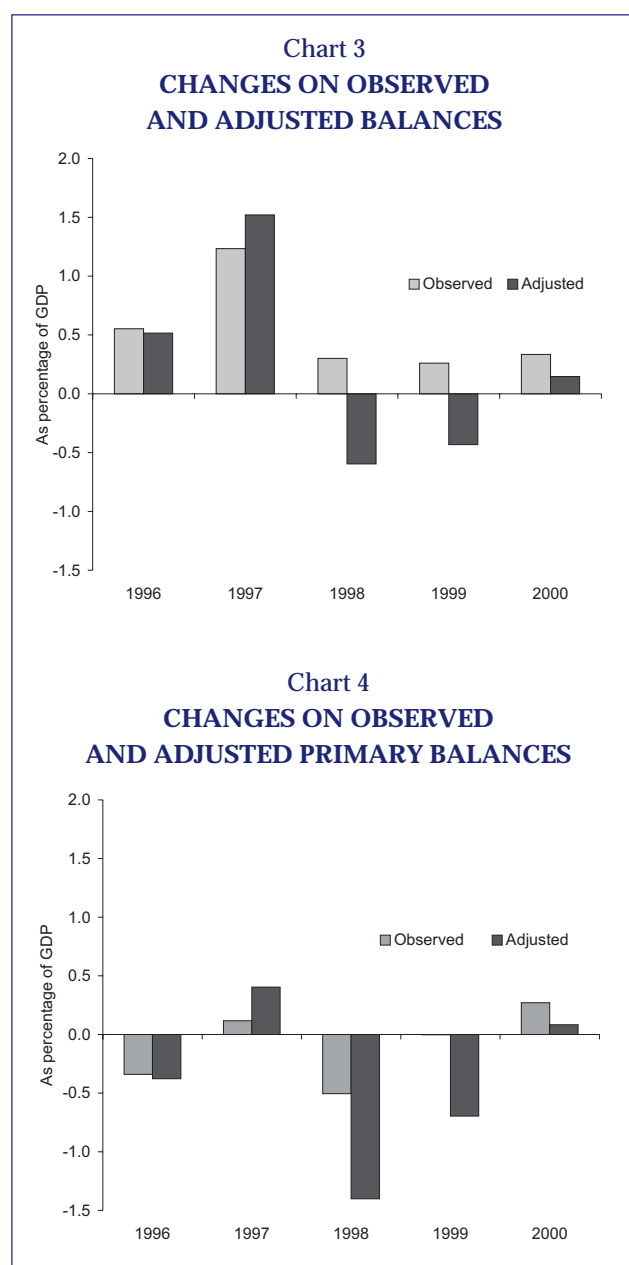 Chart 3
CHANGES ON OBSERVED
AND ADJUSTED BALANCES
As percentage of GDP
2.0
1.5
1.0
0.5
0.0
-0.5
-1.0
-1.5
Observed Adjusted
1996 1997 1998 1999 2000
Chart 4
CHANGES ON OBSERVED
AND ADJUSTED PRIMARY BALANCES
As percentage of GDP
2.0
1.5
1.0
0.5
0.0
-0.5
-1.0
-1.5
Observed Adjusted
1996 1997 1998 1999 2000